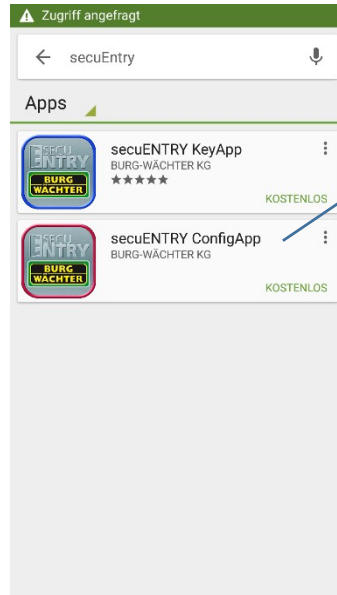 Zugriff angefragt
secuEntry
Apps
SECU
ENTRY
BURG
WÄCHTER
secuENTRY KeyApp
BURG-WÄCHTER KG
KOSTENLOS
SECU
ENTRY
BURG
WÄCHTER
secuENTRY ConfigApp
BURG-WÄCHTER KG
KOSTENLOS